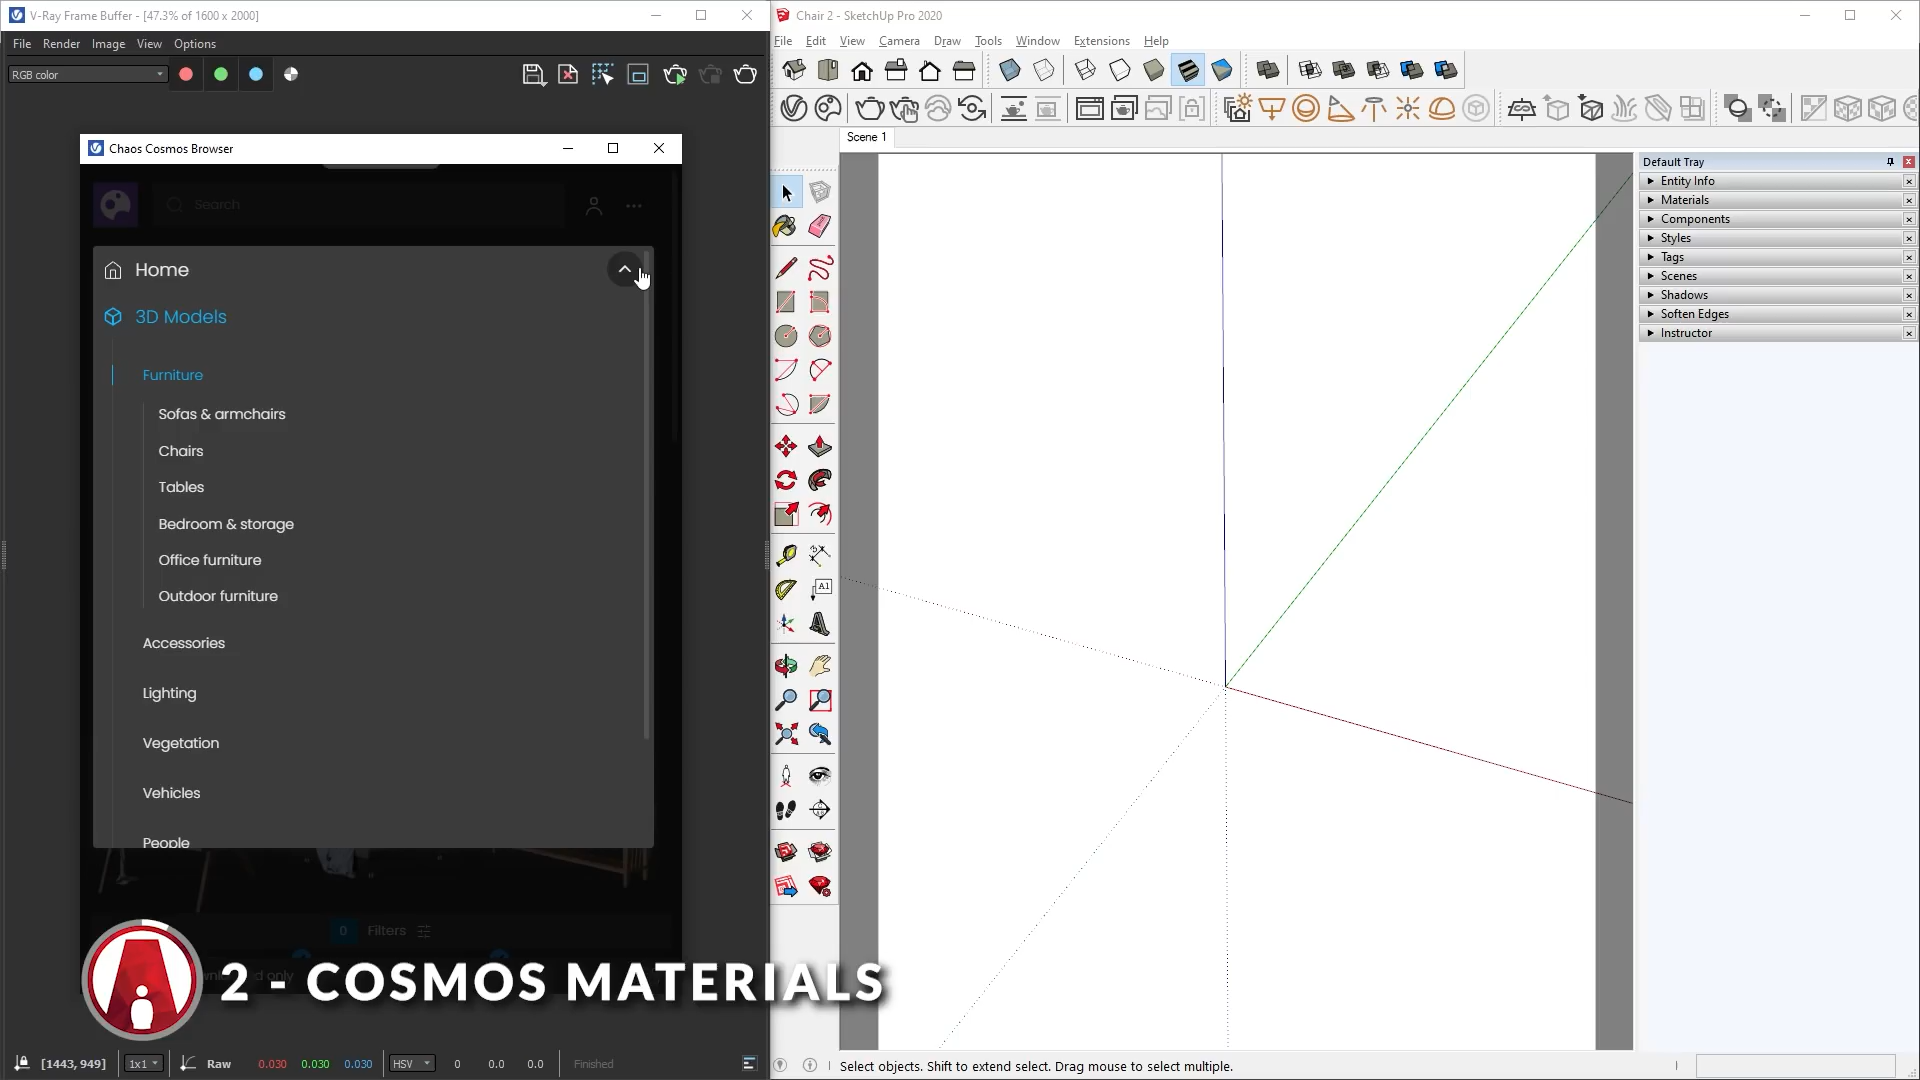 V-Ray Frame Buffer - [47.3% of 1600 x 2000]
File Render Image View Options
RGB color
Chaos Cosmos Browser
Search
Home
3D Models
Furniture
Sofas & armchairs
Chairs
Tables
Bedroom & storage
Office furniture
Outdoor furniture
Accessories
Lighting
Vegetation
Vehicles
People
0 Filters
only
2 - COSMOS MATERIALS
[1443, 949] 1x1 Raw 0.030 0.030 0.030 HSV 0 0.0 0.0 Finished
Chair 2 - SketchUp Pro 2020
File Edit View Camera Draw Tools Window Extensions Help
Scene 1
A1
Default Tray
Entity Info
Materials
Components
Styles
Tags
Scenes
Shadows
Soften Edges
Instructor
Select objects. Shift to extend select. Drag mouse to select multiple.